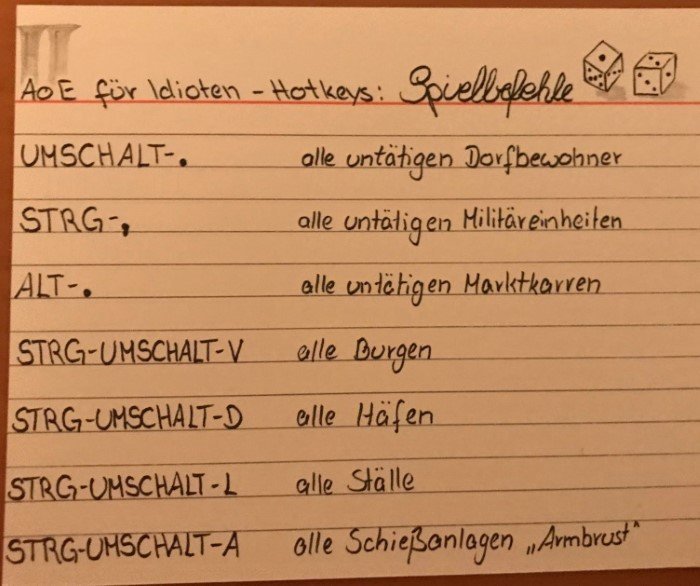 II
AoE für Idioten - Hotkeys: Spielbefehle
UMSCHALT-. alle untätigen Dorfbewohner
STRG-, alle untätigen Militäreinheiten
ALT-. alle untätigen Marktkarren
STRG-UMSCHALT-V alle Burgen
STRG-UMSCHALT-D alle Häfen
STRG-UMSCHALT-L alle Ställe
STRG-UMSCHALT-A alle Schießanlagen „Armbrust“